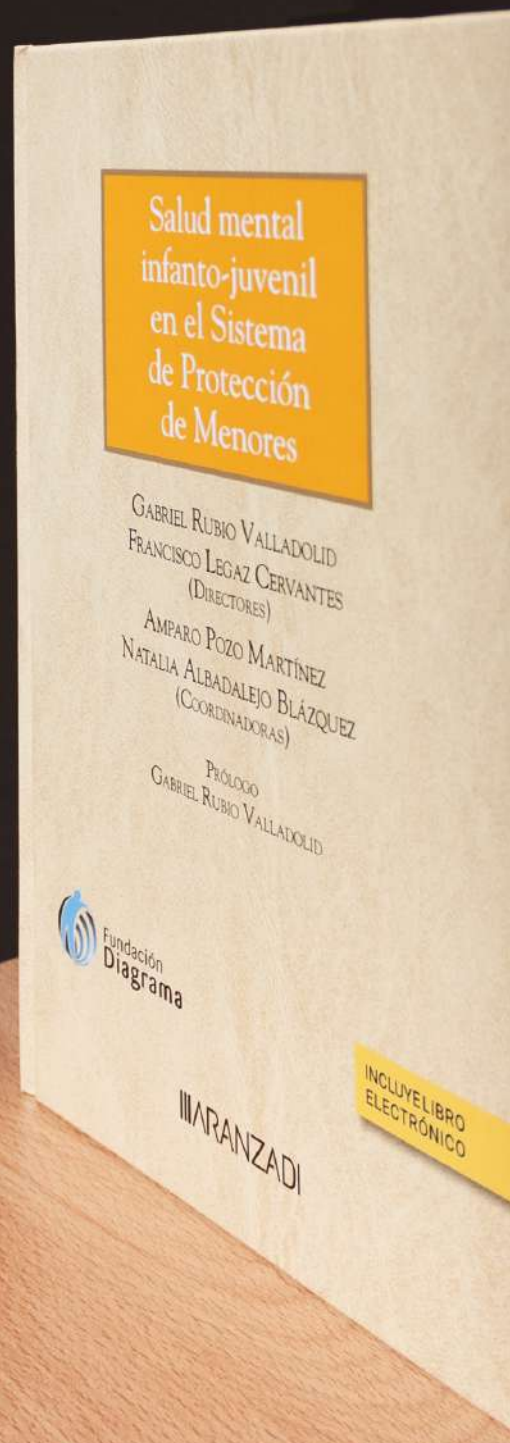 Salud mental
infanto-juvenil
en el Sistema
de Protección
de Menores
GABRIEL RUBIO VALLADOLID
FRANCISCO LEGAZ CERVANTES
(DIRECTORES)
AMPARO POZO MARTÍNEZ
NATALIA ALBADALEJO BLÁZQUEZ
(COORDINADORAS)
PRÓLOGO
GABRIEL RUBIO VALLADOLID
Fundación
Diagrama
ARANZADI
INCLUYE LIBRO
ELECTRÓNICO